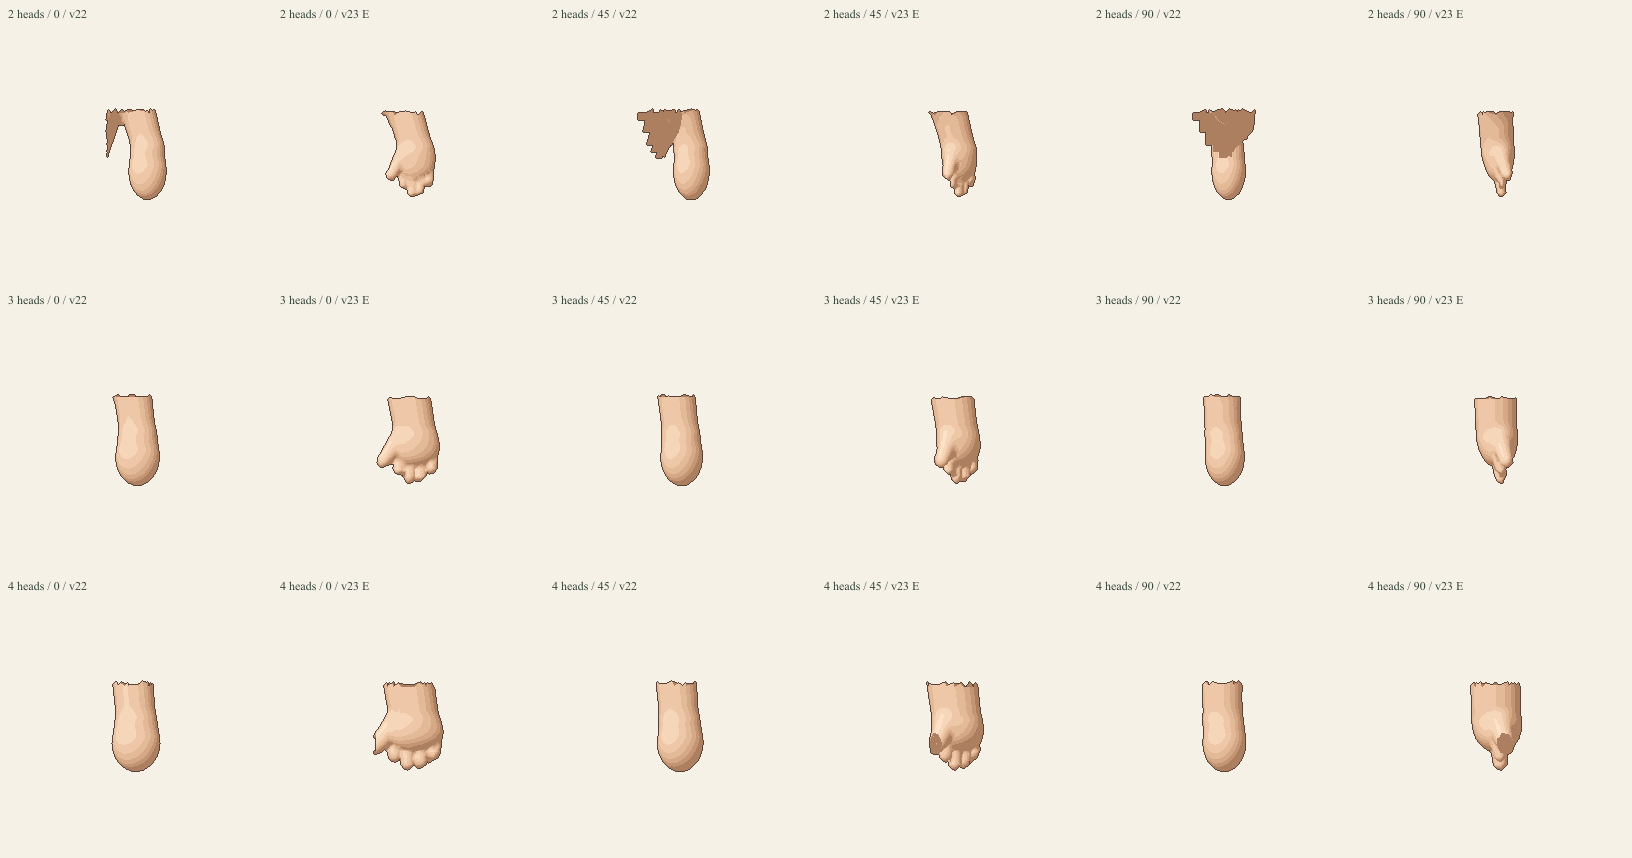 2 heads / 0 / v22
2 heads / 0 / v23 E
2 heads / 45 / v22
2 heads / 45 / v23 E
2 heads / 90 / v22
2 heads / 90 / v23 E
3 heads / 0 / v22
3 heads / 0 / v23 E
3 heads / 45 / v22
3 heads / 45 / v23 E
3 heads / 90 / v22
3 heads / 90 / v23 E
4 heads / 0 / v22
4 heads / 0 / v23 E
4 heads / 45 / v22
4 heads / 45 / v23 E
4 heads / 90 / v22
4 heads / 90 / v23 E